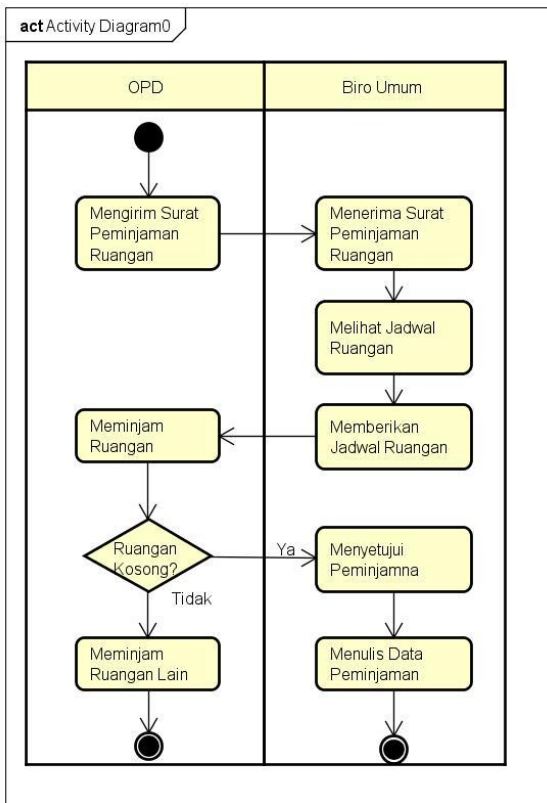 act Activity Diagram0
OPD
Biro Umum
Mengirim Surat
Peminjaman
Ruangan
Menerima Surat
Peminjaman
Ruangan
Melihat Jadwal
Ruangan
Memberikan
Jadwal Ruangan
Meminjam
Ruangan
Ruangan
Kosong?
Ya
Menyetujui
Peminjamna
Tidak
Meminjam
Ruangan Lain
Menulis Data
Peminjaman